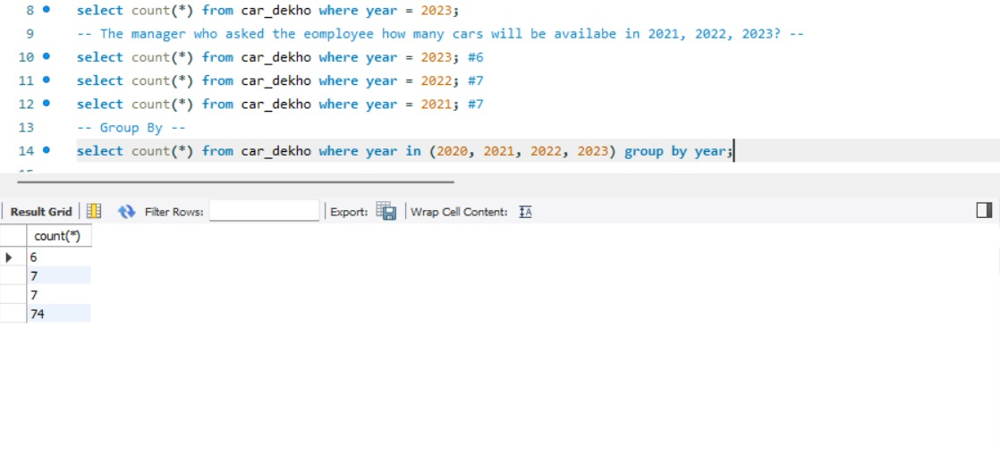 8 select count(*) from car_dekho where year = 2023;
9 -- The manager who asked the eomployee how many cars will be availabe in 2021, 2022, 2023? --
10 select count(*) from car_dekho where year = 2023; #6
11 select count(*) from car_dekho where year = 2022; #7
12 select count(*) from car_dekho where year = 2021; #7
13 -- Group By --
14 select count(*) from car_dekho where year in (2020, 2021, 2022, 2023) group by year;
Result Grid Filter Rows: Export: Wrap Cell Content: IA
count(*)
6
7
7
74